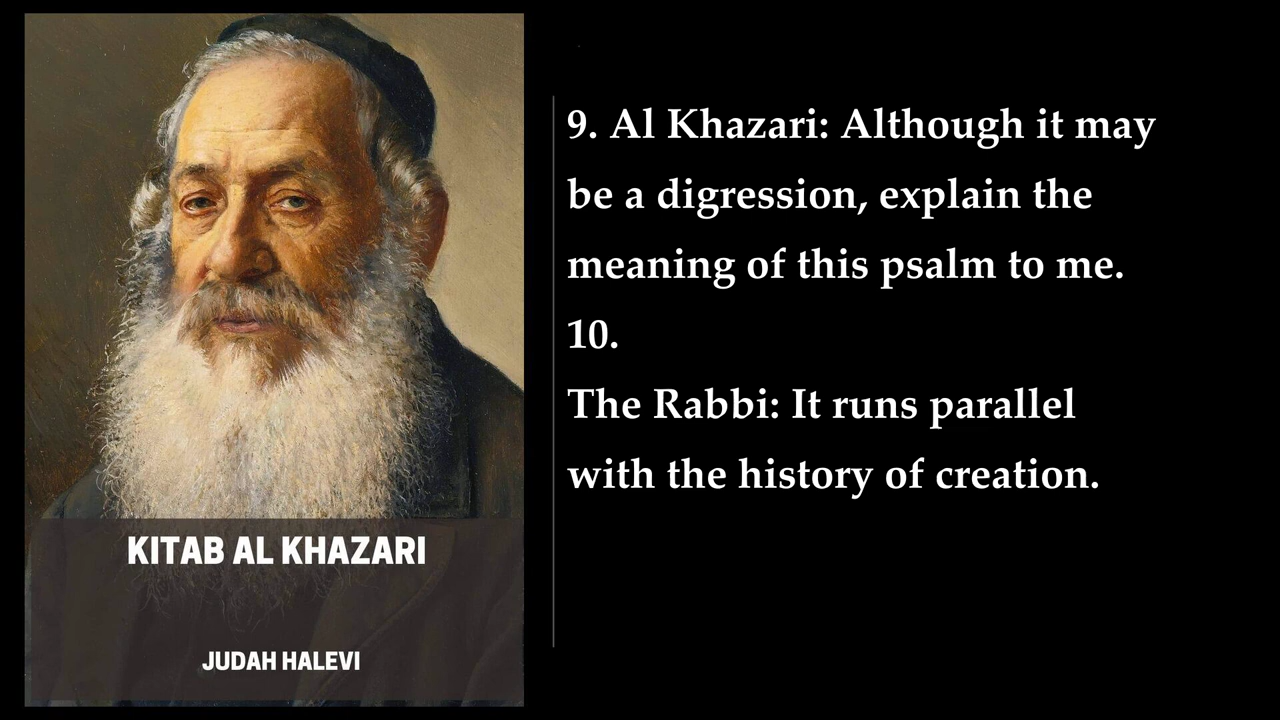 9. Al Khazari: Although it may
be a digression, explain the
meaning of this psalm to me.
10.
The Rabbi: It runs parallel
with the history of creation.
KITAB AL KHAZARI
JUDAH HALEVI